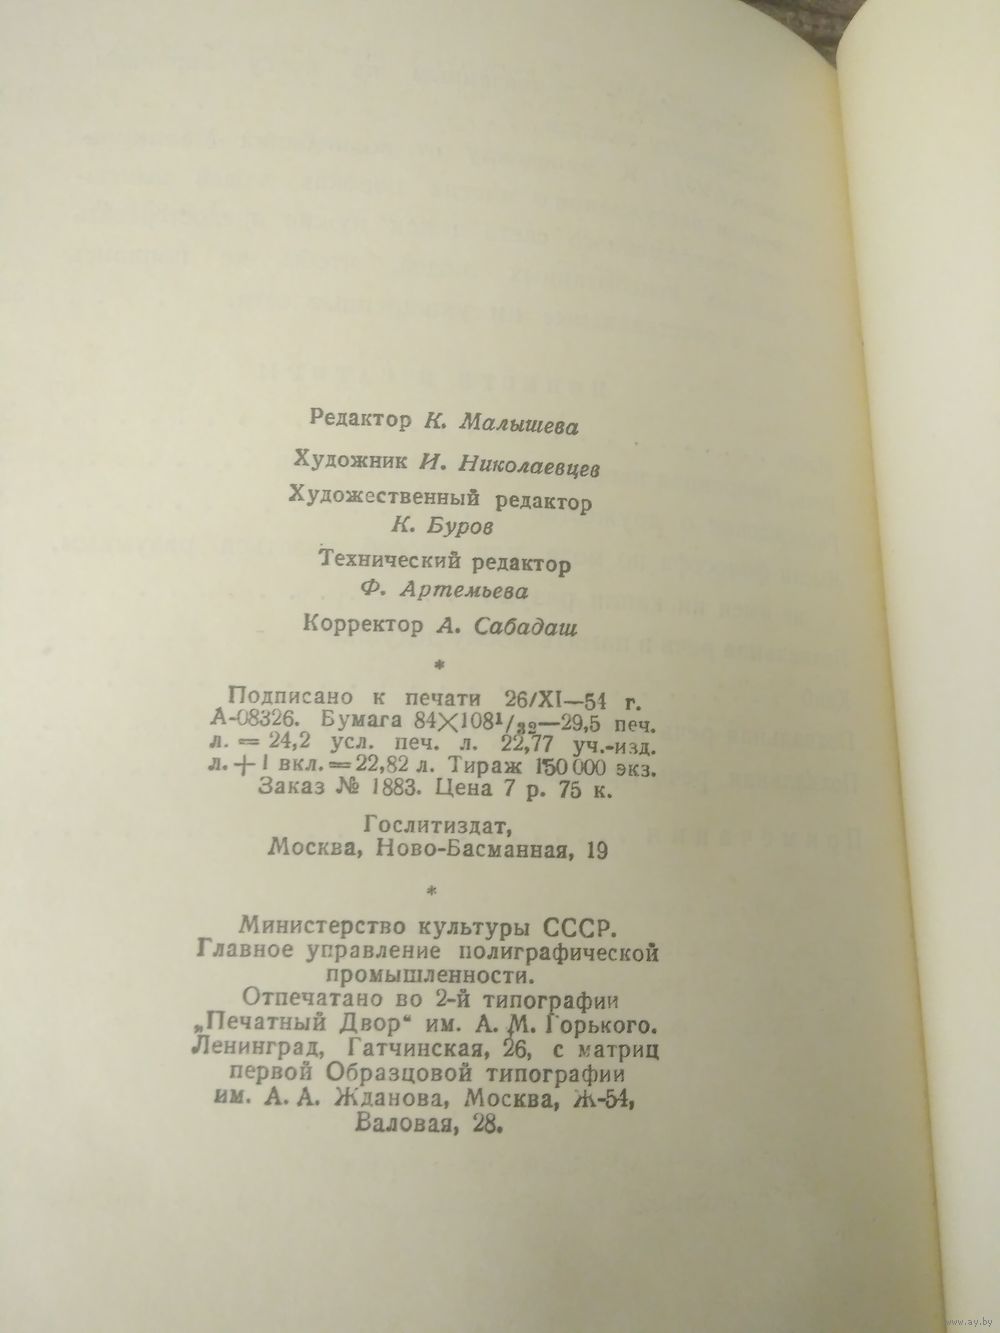 Редактор К. Малышева
Художник И. Николаевцев
Художественный редактор
К. Буров
Технический редактор
Ф. Артемьева
Корректор А. Сабадаш
*
Подписано к печати 26/XI—54 г.
А-08326. Бумага 84×108¹/₃₂—29,5 печ.
л. = 24,2 усл. печ. л. 22,77 уч.-изд.
л. + 1 вкл. = 22,82 л. Тираж 150 000 экз.
Заказ № 1883. Цена 7 р. 75 к.
Гослитиздат,
Москва, Ново-Басманная, 19
*
Министерство культуры СССР.
Главное управление полиграфической
промышленности.
Отпечатано во 2-й типографии
„Печатный Двор“ им. А. М. Горького.
Ленинград, Гатчинская, 26, с матриц
первой Образцовой типографии
им. А. А. Жданова, Москва, Ж-54,
Валовая, 28.
www.ay.by